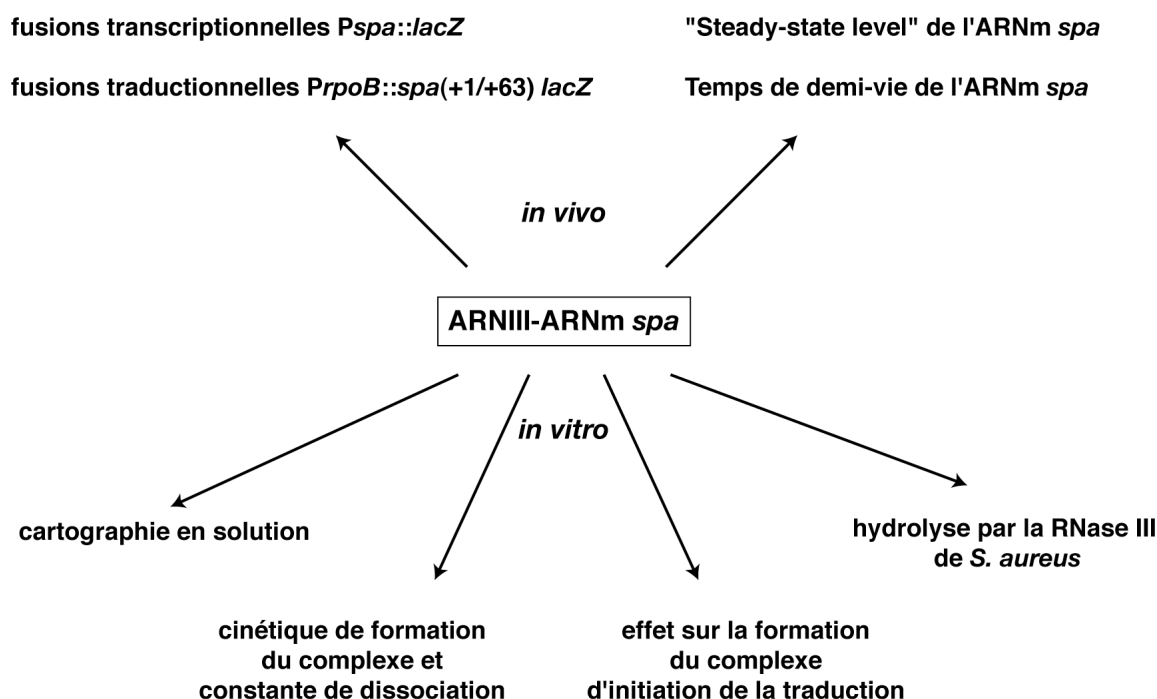 fusions transcriptionnelles Pspa::lacZ
"Steady-state level" de l'ARNm spa
fusions traductionnelles PrpoB::spa(+1/+63) lacZ
Temps de demi-vie de l'ARNm spa
in vivo
ARNIII-ARNm spa
in vitro
cartographie en solution
hydrolyse par la RNase III
de S. aureus
cinétique de formation
du complexe et
constante de dissociation
effet sur la formation
du complexe
d'initiation de la traduction